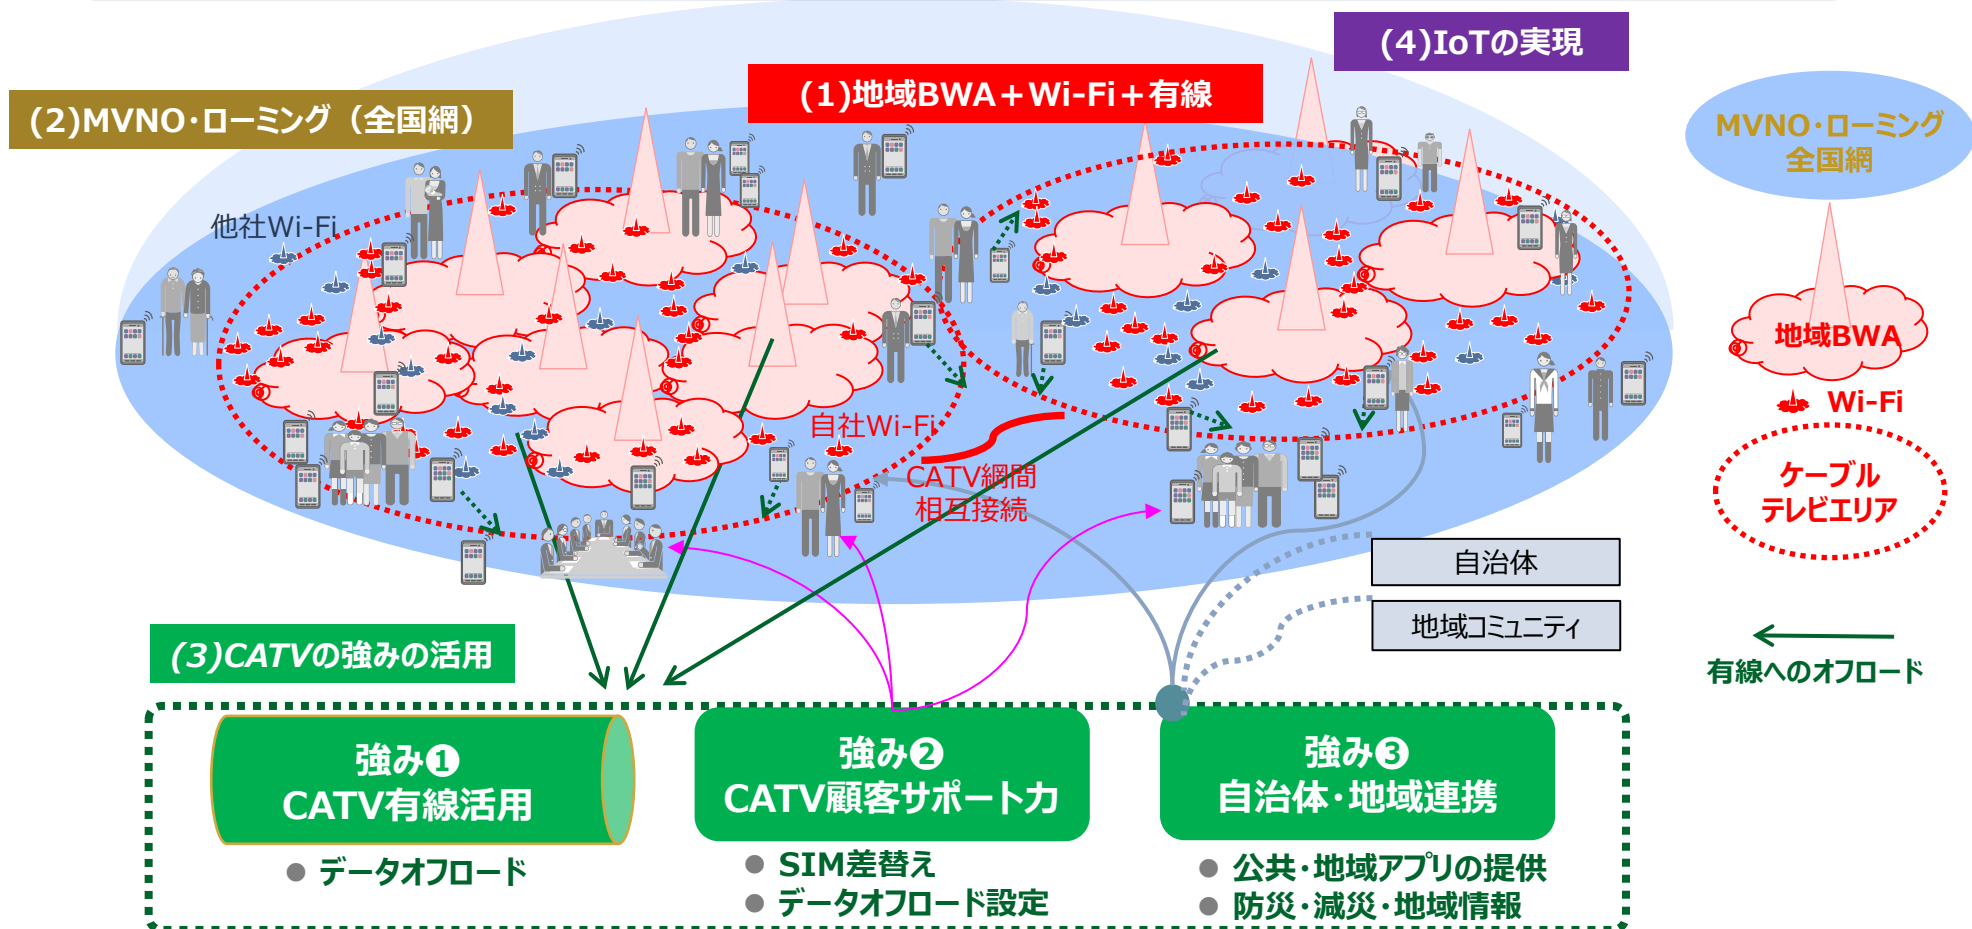 (4)IoTの実現
(1)地域BWA＋Wi-Fi＋有線
(2)MVNO・ローミング（全国網）
MVNO・ローミング
全国網
他社Wi-Fi
地域BWA
Wi-Fi
自社Wi-Fi
CATV網間
相互接続
ケーブル
テレビエリア
自治体
地域コミュニティ
有線へのオフロード
(3)CATVの強みの活用
強み❶
CATV有線活用
データオフロード
強み❷
CATV顧客サポート力
● SIM差替え
● データオフロード設定
強み❸
自治体・地域連携
● 公共・地域アプリの提供
● 防災・減災・地域情報